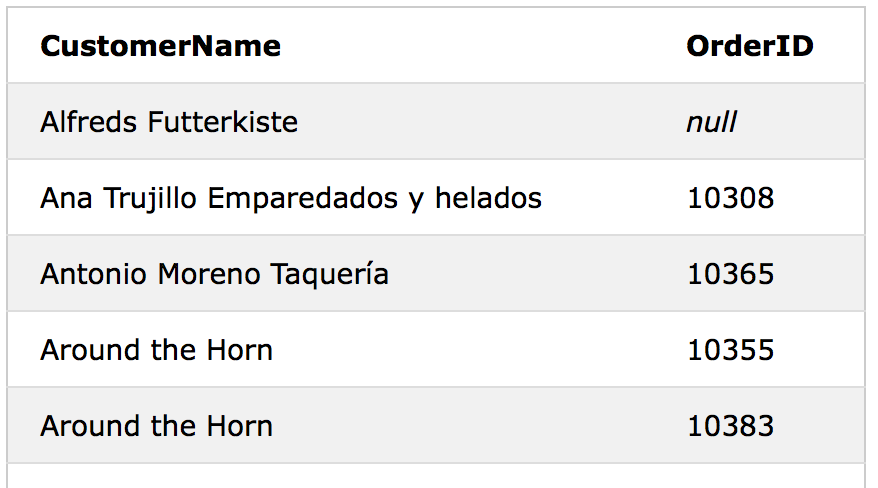 CustomerName OrderID
Alfreds Futterkiste null
Ana Trujillo Emparedados y helados 10308
Antonio Moreno Taquería 10365
Around the Horn 10355
Around the Horn 10383